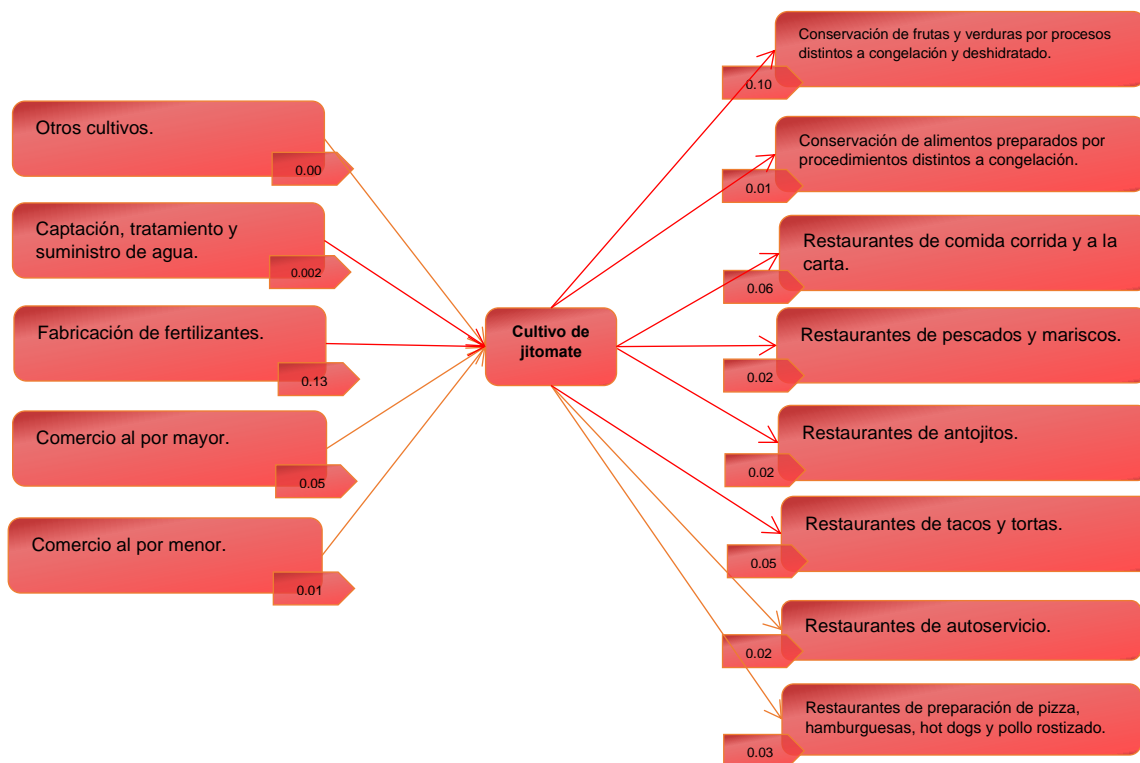 Otros cultivos.
0.00
Captación, tratamiento y
suministro de agua.
0.002
Fabricación de fertilizantes.
0.13
Comercio al por mayor.
0.05
Comercio al por menor.
0.01
Cultivo de
jitomate
Conservación de frutas y verduras por procesos
distintos a congelación y deshidratado.
0.10
Conservación de alimentos preparados por
procedimientos distintos a congelación.
0.01
Restaurantes de comida corrida y a la
carta.
0.06
Restaurantes de pescados y mariscos.
0.02
Restaurantes de antojitos.
0.02
Restaurantes de tacos y tortas.
0.05
Restaurantes de autoservicio.
0.02
Restaurantes de preparación de pizza,
hamburguesas, hot dogs y pollo rostizado.
0.03